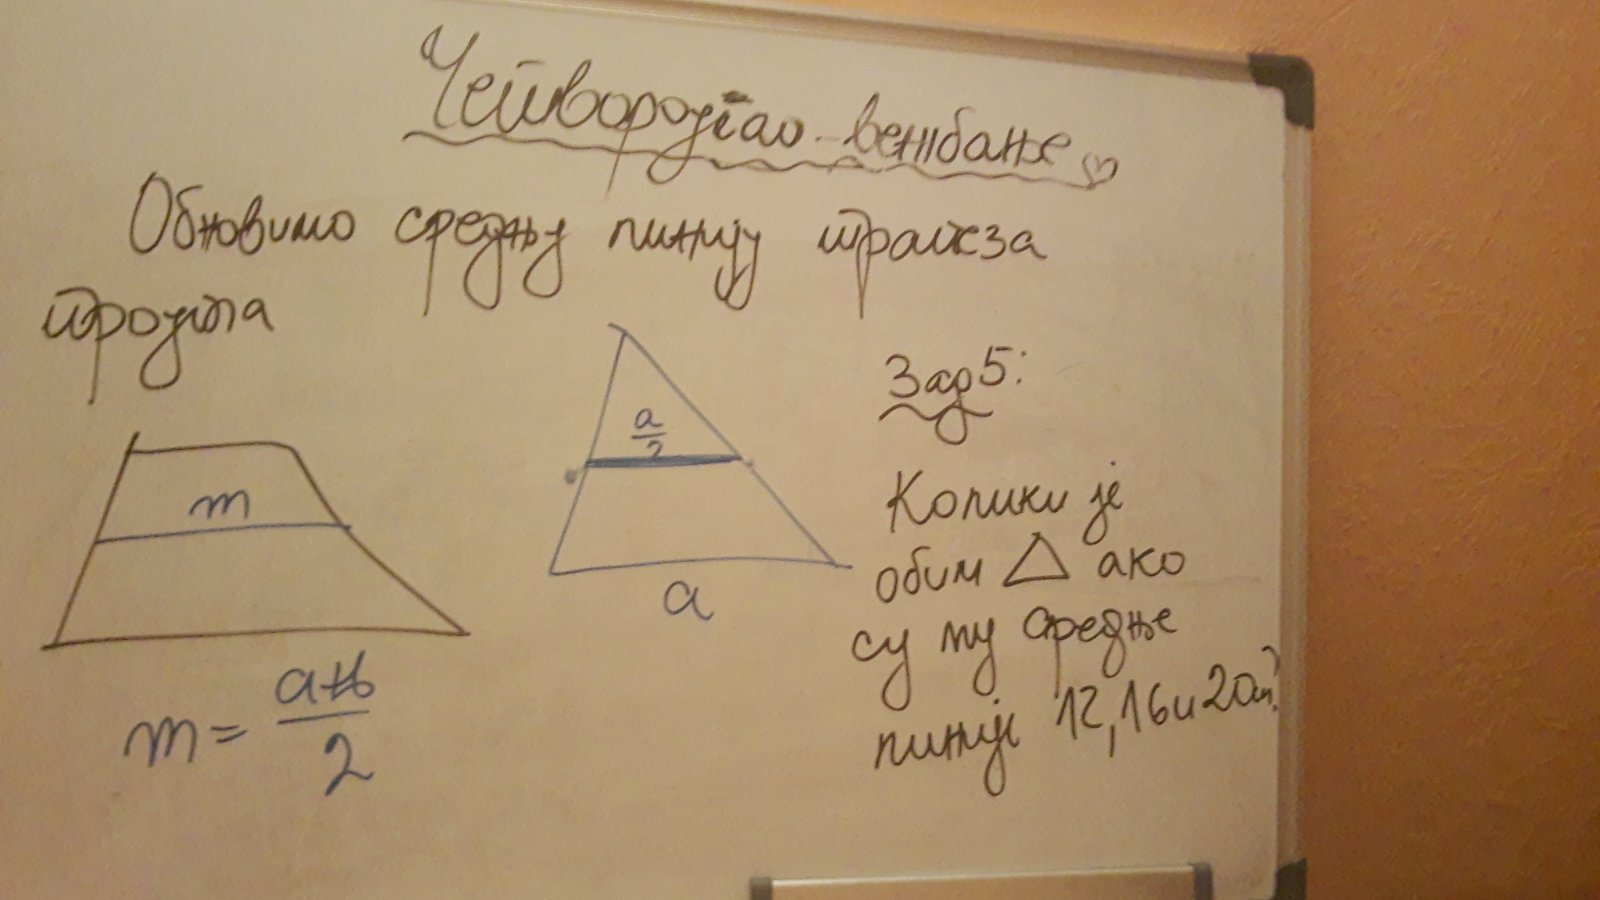 Четвороугао - вежбање
Обновимо средњу линију трапеза
троугла
m
m = a+b
2
a
2
a
Зад 5:
Колики је
обим △ ако
су му средње
линије 12, 16 и 20cm?